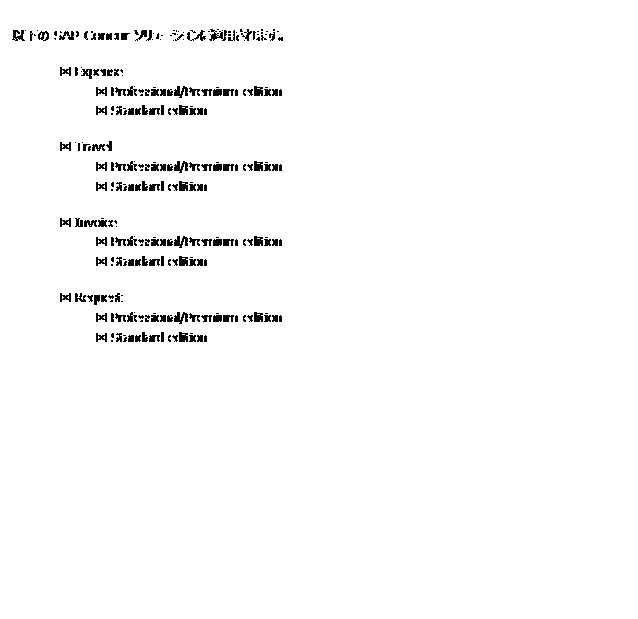 以下の SAP Concur ソリューションに適用されます。
⊠ Expense
⊠ Professional/Premium edition
⊠ Standard edition
⊠ Travel
⊠ Professional/Premium edition
⊠ Standard edition
⊠ Invoice
⊠ Professional/Premium edition
⊠ Standard edition
⊠ Request
⊠ Professional/Premium edition
⊠ Standard edition